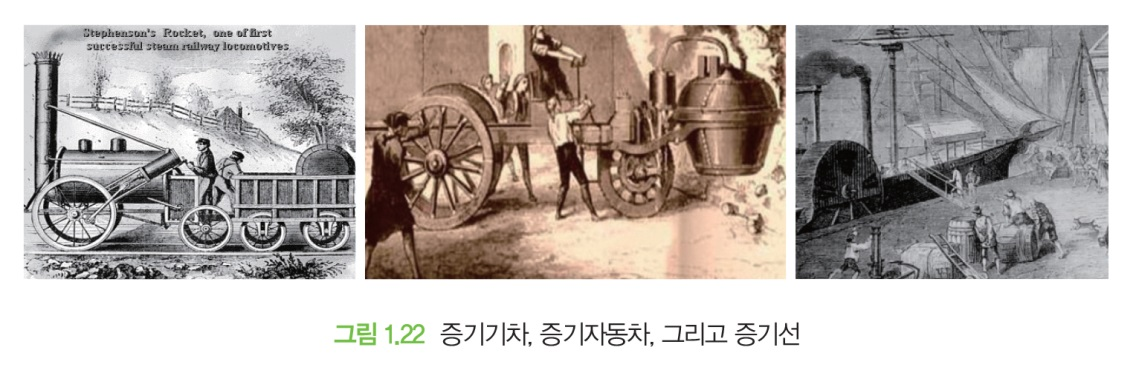 Stephenson's Rocket, one of first
successful steam railway locomotives
그림 1.22 증기기차, 증기자동차, 그리고 증기선